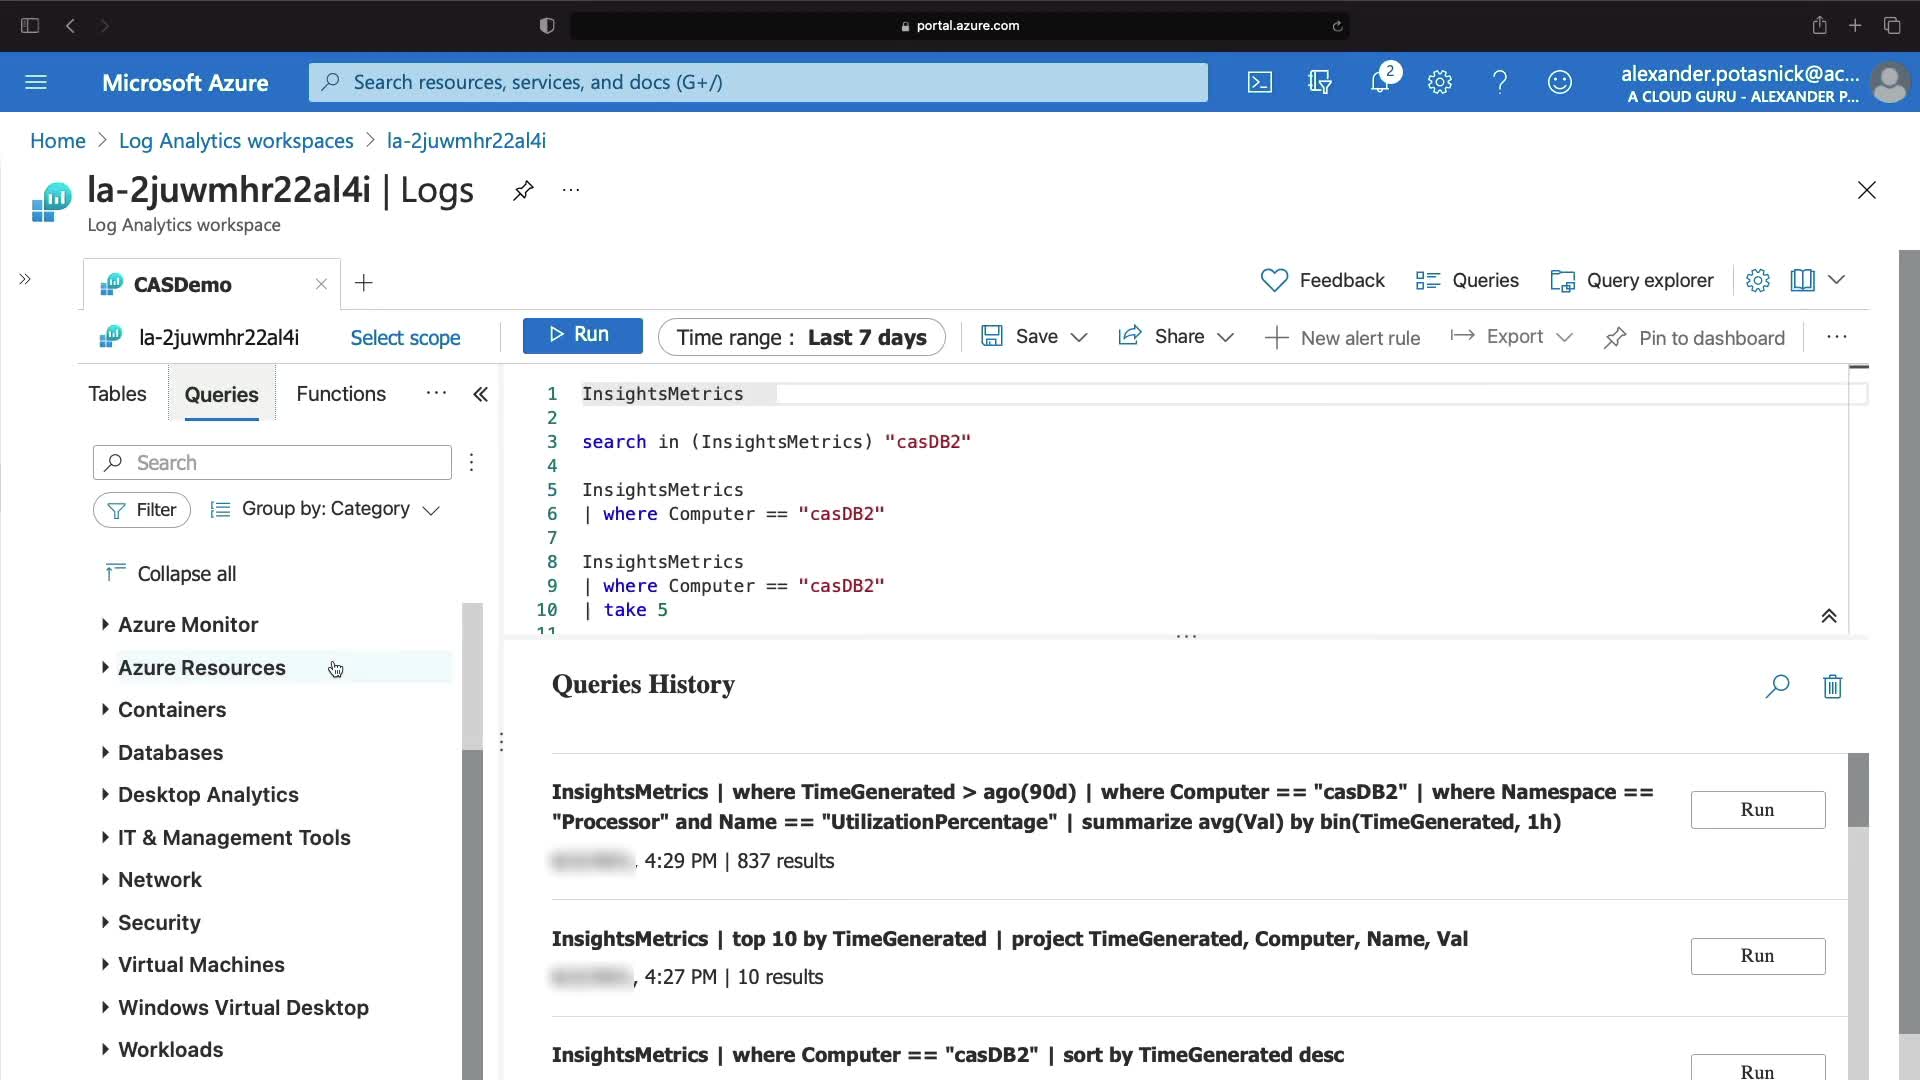 portal.azure.com
Microsoft Azure
Search resources, services, and docs (G+/)
2
alexander.potasnick@ac...
A CLOUD GURU - ALEXANDER P...
Home > Log Analytics workspaces > la-2juwmhr22al4i
la-2juwmhr22al4i | Logs
Log Analytics workspace
CASDemo
Feedback
Queries
Query explorer
la-2juwmhr22al4i
Select scope
Run
Time range : Last 7 days
Save
Share
New alert rule
Export
Pin to dashboard
Tables
Queries
Functions
Search
Filter
Group by: Category
Collapse all
Azure Monitor
Azure Resources
Containers
Databases
Desktop Analytics
IT & Management Tools
Network
Security
Virtual Machines
Windows Virtual Desktop
Workloads
1 InsightsMetrics
2
3 search in (InsightsMetrics) "casDB2"
4
5 InsightsMetrics
6 | where Computer == "casDB2"
7
8 InsightsMetrics
9 | where Computer == "casDB2"
10 | take 5
11
Queries History
InsightsMetrics | where TimeGenerated > ago(90d) | where Computer == "casDB2" | where Namespace ==
"Processor" and Name == "UtilizationPercentage" | summarize avg(Val) by bin(TimeGenerated, 1h)
, 4:29 PM | 837 results
Run
InsightsMetrics | top 10 by TimeGenerated | project TimeGenerated, Computer, Name, Val
, 4:27 PM | 10 results
Run
InsightsMetrics | where Computer == "casDB2" | sort by TimeGenerated desc
Run